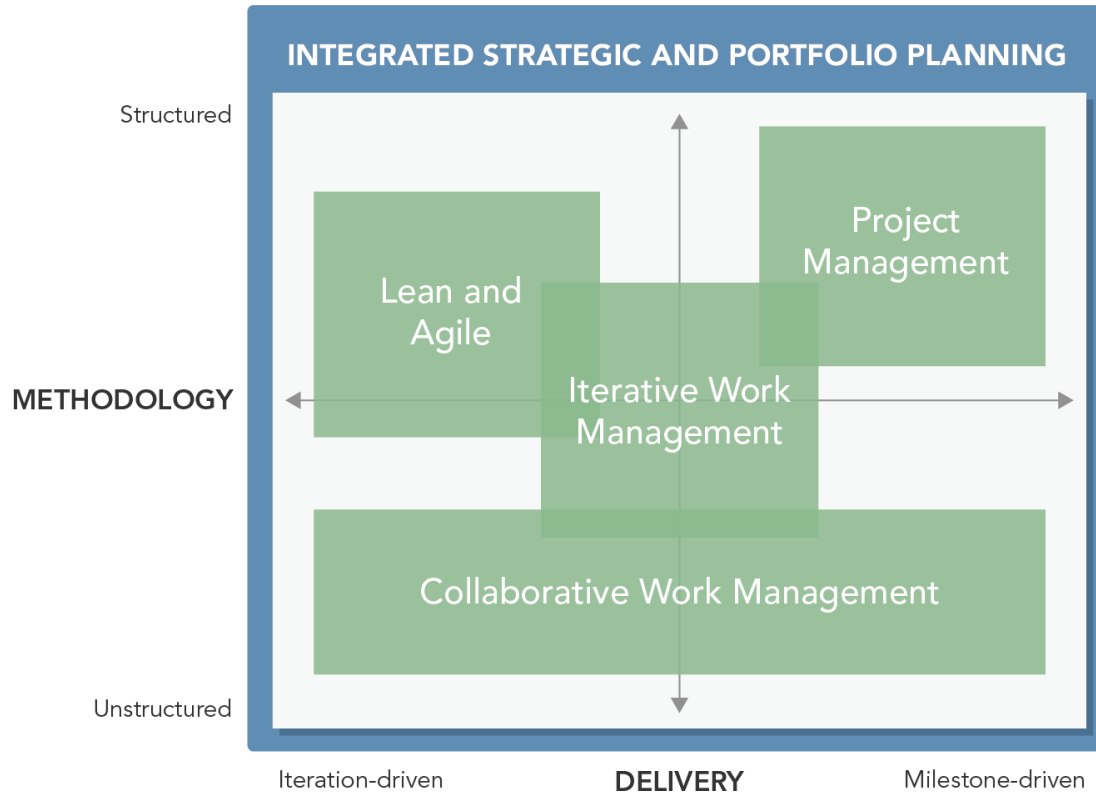 INTEGRATED STRATEGIC AND PORTFOLIO PLANNING
Structured
Project
Management
Lean and
Agile
METHODOLOGY
Iterative Work
Management
Collaborative Work Management
Unstructured
Iteration-driven
DELIVERY
Milestone-driven